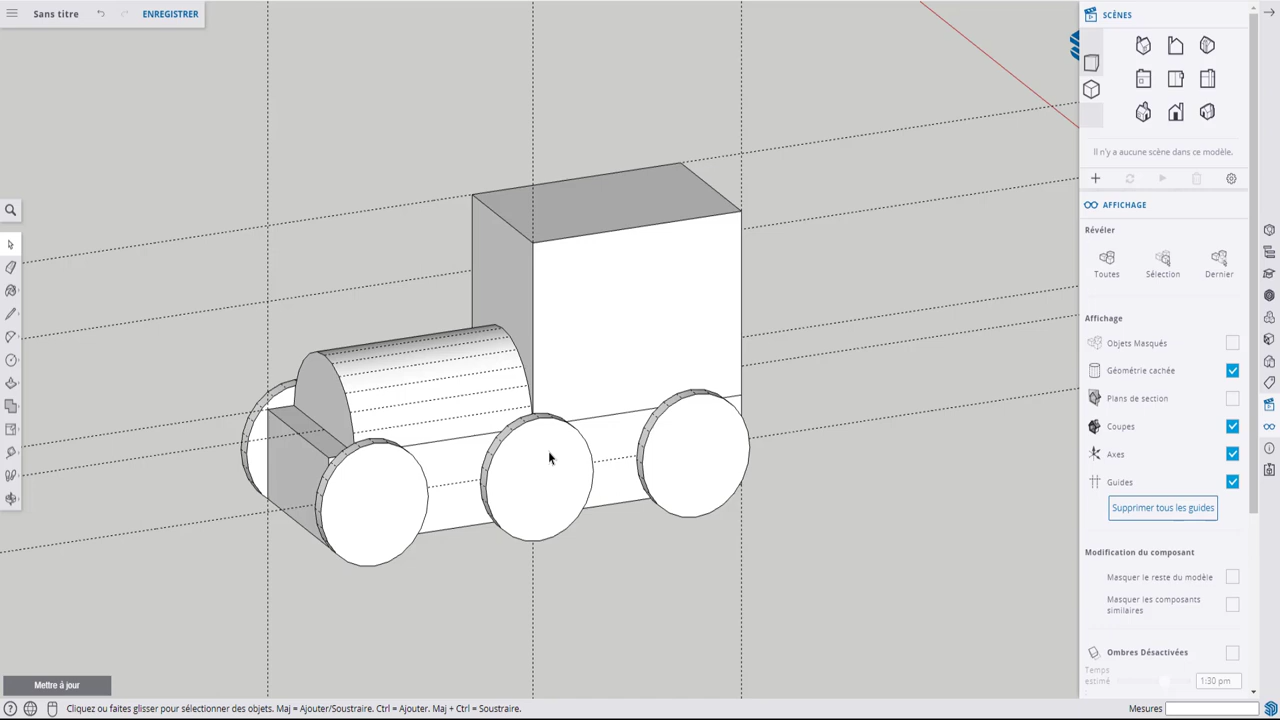 Sans titre
ENREGISTRER
SCÈNES
Il n'y a aucune scène dans ce modèle.
AFFICHAGE
Révéler
Toutes
Sélection
Dernier
Affichage
Objets Masqués
Géométrie cachée
Plans de section
Coupes
Axes
Guides
Supprimer tous les guides
Modification du composant
Masquer le reste du modèle
Masquer les composants
similaires
Ombres Désactivées
Temps
estimé
1:30 pm
Mettre à jour
Cliquez ou faites glisser pour sélectionner des objets. Maj = Ajouter/Soustraire. Ctrl = Ajouter. Maj + Ctrl = Soustraire.
Mesures